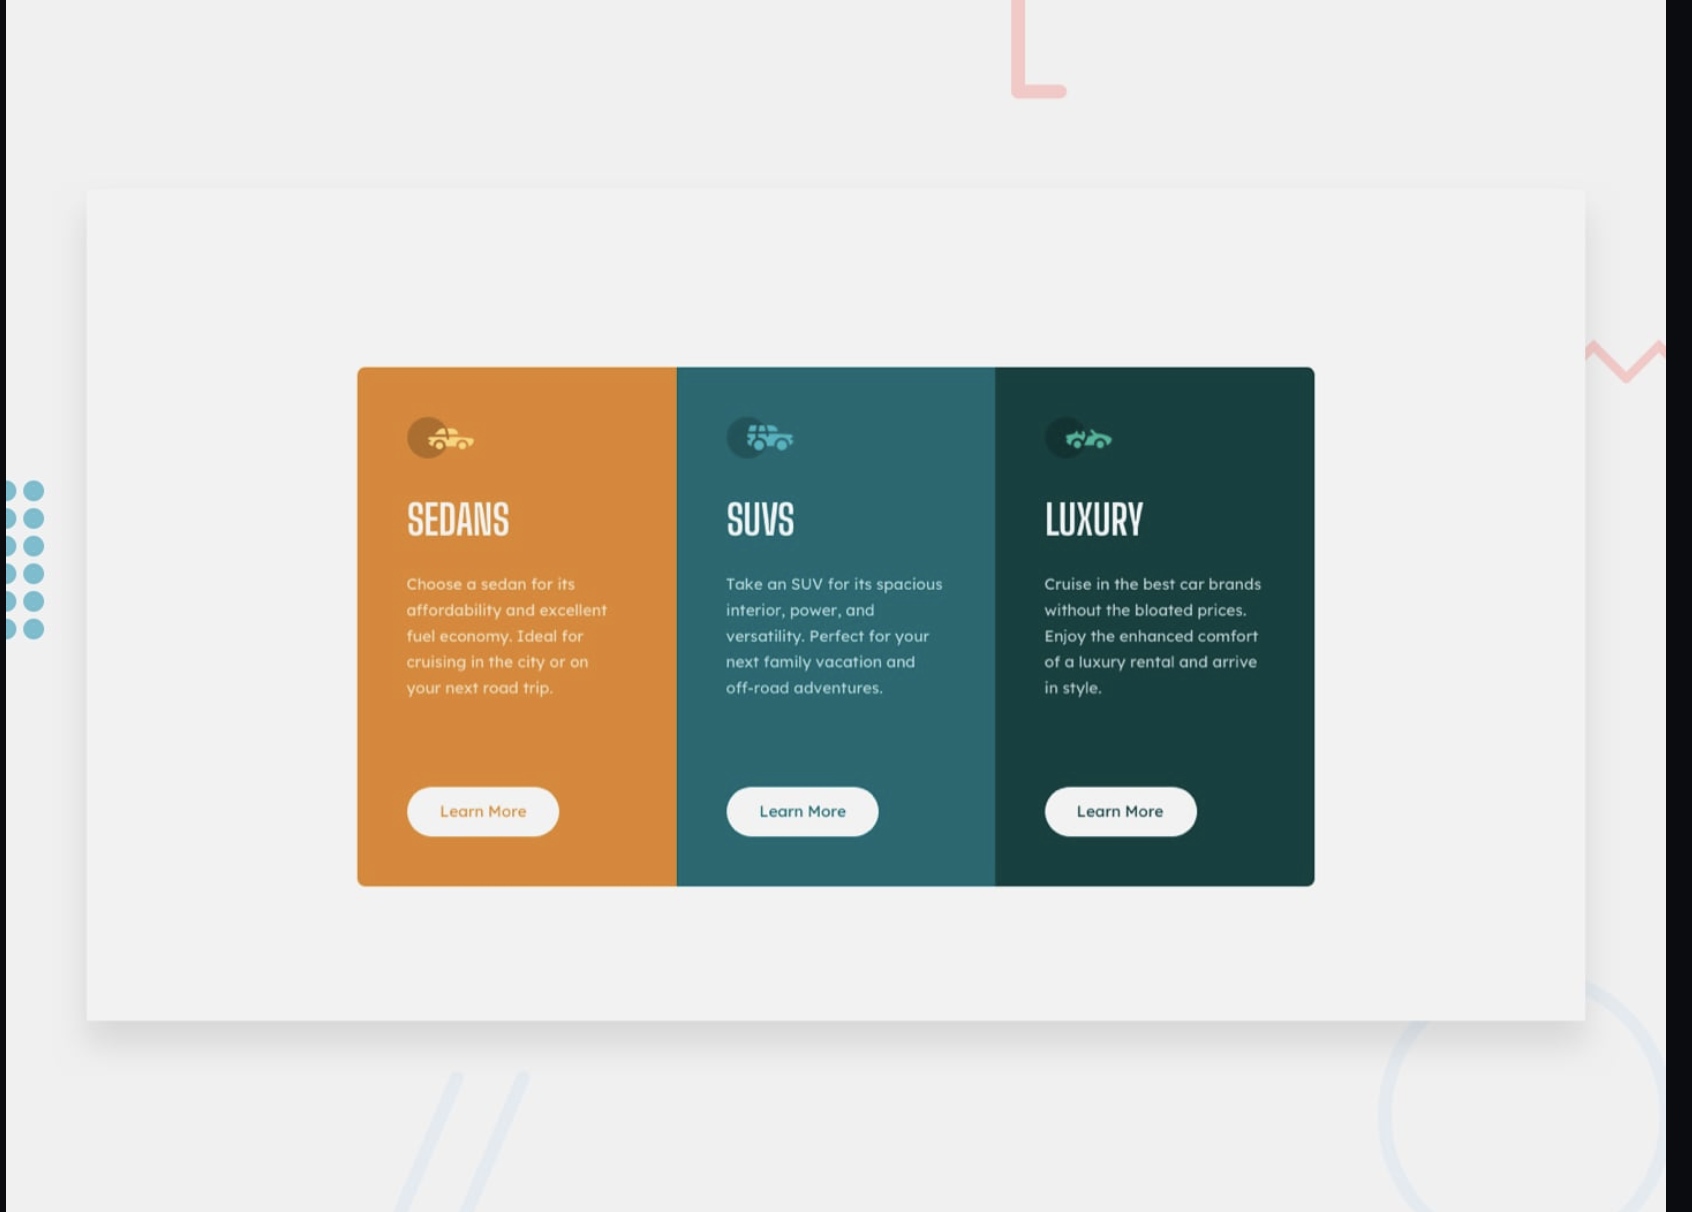 SEDANS
Choose a sedan for its
affordability and excellent
fuel economy. Ideal for
cruising in the city or on
your next road trip.
Learn More
SUVS
Take an SUV for its spacious
interior, power, and
versatility. Perfect for your
next family vacation and
off-road adventures.
Learn More
LUXURY
Cruise in the best car brands
without the bloated prices.
Enjoy the enhanced comfort
of a luxury rental and arrive
in style.
Learn More